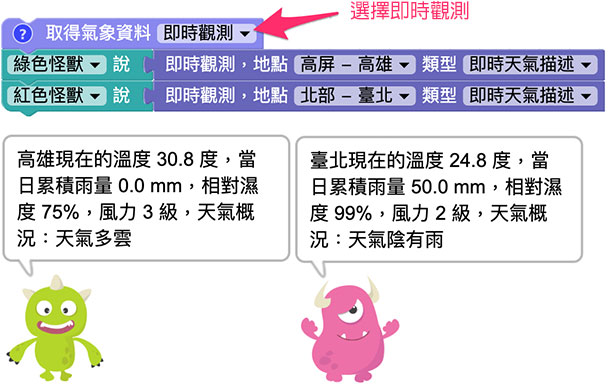 選擇即時觀測
? 取得氣象資料 即時觀測
綠色怪獸 說 即時觀測，地點 高屏 – 高雄 類型 即時天氣描述
紅色怪獸 說 即時觀測，地點 北部 – 臺北 類型 即時天氣描述
高雄現在的溫度 30.8 度，當
日累積雨量 0.0 mm，相對濕
度 75%，風力 3 級，天氣概
況：天氣多雲
臺北現在的溫度 24.8 度，當
日累積雨量 50.0 mm，相對濕
度 99%，風力 2 級，天氣概
況：天氣陰有雨